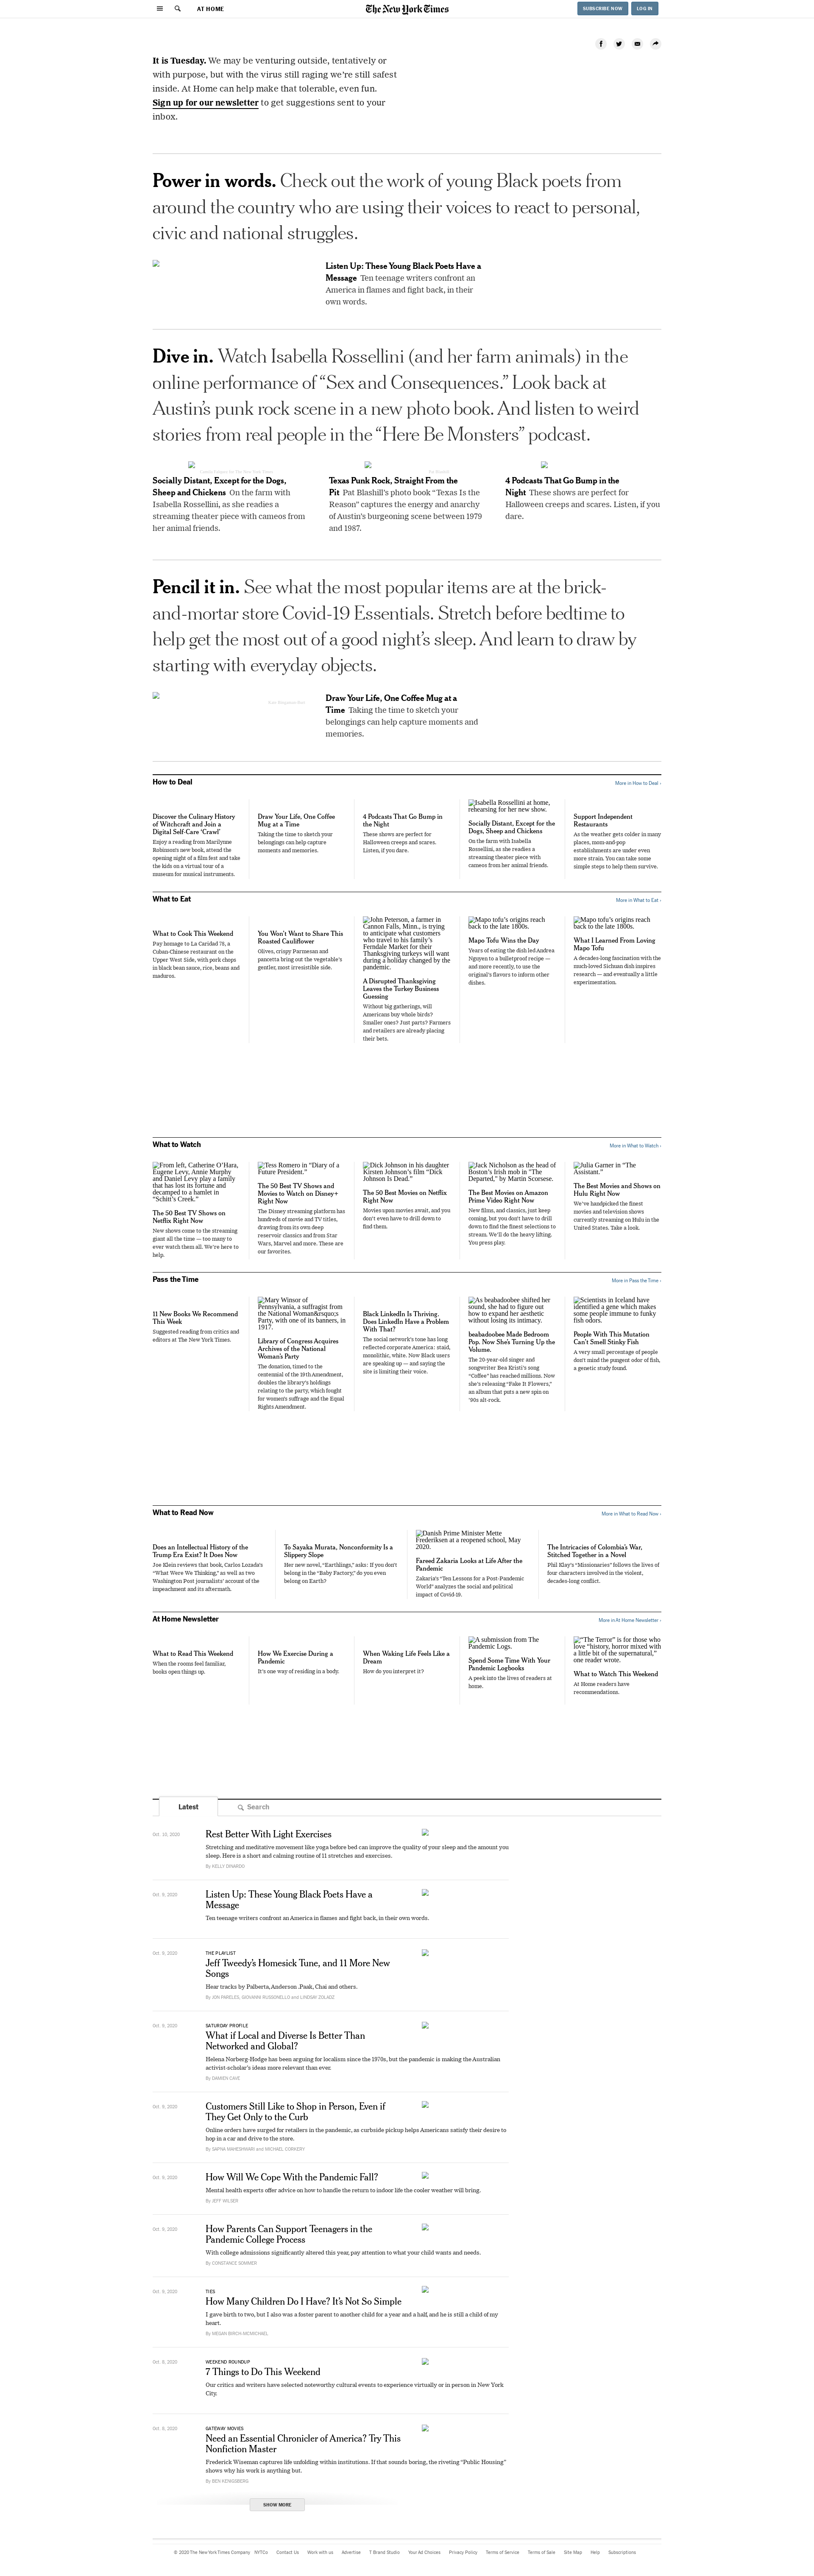 AT HOME
The New York Times
SUBSCRIBE NOW
LOG IN
It is Tuesday. We may be venturing outside, tentatively or
with purpose, but with the virus still raging we’re still safest
inside. At Home can help make that tolerable, even fun.
Sign up for our newsletter to get suggestions sent to your
inbox.
Power in words. Check out the work of young Black poets from
around the country who are using their voices to react to personal,
civic and national struggles.
Listen Up: These Young Black Poets Have a
Message Ten teenage writers confront an
America in flames and fight back, in their
own words.
Dive in. Watch Isabella Rossellini (and her farm animals) in the
online performance of “Sex and Consequences.” Look back at
Austin’s punk rock scene in a new photo book. And listen to weird
stories from real people in the “Here Be Monsters” podcast.
Socially Distant, Except for the Dogs,
Sheep and Chickens On the farm with
Isabella Rossellini, as she readies a
streaming theater piece with cameos from
her animal friends.
Texas Punk Rock, Straight From the
Pit Pat Blashill’s photo book “Texas Is the
Reason” captures the energy and anarchy
of Austin’s burgeoning scene between 1979
and 1987.
4 Podcasts That Go Bump in the
Night These shows are perfect for
Halloween creeps and scares. Listen, if you
dare.
Pencil it in. See what the most popular items are at the brick-
and-mortar store Covid-19 Essentials. Stretch before bedtime to
help get the most out of a good night’s sleep. And learn to draw by
starting with everyday objects.
Draw Your Life, One Coffee Mug at a
Time Taking the time to sketch your
belongings can help capture moments and
memories.
How to Deal
More in How to Deal ›
Discover the Culinary History
of Witchcraft and Join a
Digital Self-Care ‘Crawl’
Enjoy a reading from Marilynne
Robinson’s new book, attend the
opening night of a film fest and take
the kids on a virtual tour of a
museum for musical instruments.
Draw Your Life, One Coffee
Mug at a Time
Taking the time to sketch your
belongings can help capture
moments and memories.
4 Podcasts That Go Bump in
the Night
These shows are perfect for
Halloween creeps and scares.
Listen, if you dare.
Isabella Rossellini at home,
rehearsing for her new show.
Socially Distant, Except for the
Dogs, Sheep and Chickens
On the farm with Isabella
Rossellini, as she readies a
streaming theater piece with
cameos from her animal friends.
Support Independent
Restaurants
As the weather gets colder in many
places, mom-and-pop
establishments are under even
more strain. You can take some
simple steps to help them survive.
What to Eat
More in What to Eat ›
What to Cook This Weekend
Pay homage to La Caridad 78, a
Cuban-Chinese restaurant on the
Upper West Side, with pork chops
in black bean sauce, rice, beans and
maduros.
You Won’t Want to Share This
Roasted Cauliflower
Olives, crispy Parmesan and
pancetta bring out the vegetable’s
gentler, most irresistible side.
John Peterson, a farmer in
Cannon Falls, Minn., is trying
to anticipate what customers
who travel to his family’s
Ferndale Market for their
Thanksgiving turkeys will want
during a holiday changed by the
pandemic.
A Disrupted Thanksgiving
Leaves the Turkey Business
Guessing
Without big gatherings, will
Americans buy whole birds?
Smaller ones? Just parts? Farmers
and retailers are already placing
their bets.
Mapo tofu’s origins reach
back to the late 1800s.
Mapo Tofu Wins the Day
Years of eating the dish led Andrea
Nguyen to a bulletproof recipe —
and more recently, to use the
original’s flavors to inform other
dishes.
Mapo tofu’s origins reach
back to the late 1800s.
What I Learned From Loving
Mapo Tofu
A decades-long fascination with the
much-loved Sichuan dish inspires
research — and eventually a little
experimentation.
What to Watch
More in What to Watch ›
From left, Catherine O’Hara,
Eugene Levy, Annie Murphy
and Daniel Levy play a family
that has lost its fortune and
decamped to a hamlet in
“Schitt’s Creek.”
The 50 Best TV Shows on
Netflix Right Now
New shows come to the streaming
giant all the time — too many to
ever watch them all. We’re here to
help.
Tess Romero in “Diary of a
Future President.”
The 50 Best TV Shows and
Movies to Watch on Disney+
Right Now
The Disney streaming platform has
hundreds of movie and TV titles,
drawing from its own deep
reservoir classics and from Star
Wars, Marvel and more. These are
our favorites.
Dick Johnson in his daughter
Kirsten Johnson’s film “Dick
Johnson Is Dead.”
The 50 Best Movies on Netflix
Right Now
Movies upon movies await, and you
don’t even have to drill down to
find them.
Jack Nicholson as the head of
Boston’s Irish mob in “The
Departed,” by Martin Scorsese.
The Best Movies on Amazon
Prime Video Right Now
New films, and classics, just keep
coming, but you don’t have to drill
down to find the finest selections to
stream. We’ll do the heavy lifting.
You press play.
Julia Garner in “The
Assistant.”
The Best Movies and Shows on
Hulu Right Now
We’ve handpicked the finest
movies and television shows
currently streaming on Hulu in the
United States. Take a look.
Pass the Time
More in Pass the Time ›
11 New Books We Recommend
This Week
Suggested reading from critics and
editors at The New York Times.
Mary Winsor of
Pennsylvania, a suffragist from
the National Woman&rsquo;s
Party, with one of its banners, in
1917.
Library of Congress Acquires
Archives of the National
Woman’s Party
The donation, timed to the
centennial of the 19th Amendment,
doubles the library’s holdings
relating to the party, which fought
for women’s suffrage and the Equal
Rights Amendment.
Black LinkedIn Is Thriving.
Does LinkedIn Have a Problem
With That?
The social network’s tone has long
reflected corporate America: staid,
monolithic, white. Now Black users
are speaking up — and saying the
site is limiting their voice.
As beabadoobee shifted her
sound, she had to figure out
how to expand her aesthetic
without losing its intimacy.
beabadoobee Made Bedroom
Pop. Now She’s Turning Up the
Volume.
The 20-year-old singer and
songwriter Bea Kristi’s song
“Coffee” has reached millions. Now
she’s releasing “Fake It Flowers,”
an album that puts a new spin on
’90s alt-rock.
Scientists in Iceland have
identified a gene which makes
some people immune to funky
fish odors.
People With This Mutation
Can’t Smell Stinky Fish
A very small percentage of people
don’t mind the pungent odor of fish,
a genetic study found.
What to Read Now
More in What to Read Now ›
Does an Intellectual History of the
Trump Era Exist? It Does Now
Joe Klein reviews that book, Carlos Lozada’s
“What Were We Thinking,” as well as two
Washington Post journalists’ account of the
impeachment and its aftermath.
To Sayaka Murata, Nonconformity Is a
Slippery Slope
Her new novel, “Earthlings,” asks: If you don’t
belong in the “Baby Factory,” do you even
belong on Earth?
Danish Prime Minister Mette
Frederiksen at a reopened school, May
2020.
Fareed Zakaria Looks at Life After the
Pandemic
Zakaria’s “Ten Lessons for a Post-Pandemic
World” analyzes the social and political
impact of Covid-19.
The Intricacies of Colombia’s War,
Stitched Together in a Novel
Phil Klay’s “Missionaries” follows the lives of
four characters involved in the violent,
decades-long conflict.
At Home Newsletter
More in At Home Newsletter ›
What to Read This Weekend
When the rooms feel familiar,
books open things up.
How We Exercise During a
Pandemic
It’s one way of residing in a body.
When Waking Life Feels Like a
Dream
How do you interpret it?
A submission from The
Pandemic Logs.
Spend Some Time With Your
Pandemic Logbooks
A peek into the lives of readers at
home.
“The Terror” is for those who
love “history, horror mixed with
a little bit of the supernatural,”
one reader wrote.
What to Watch This Weekend
At Home readers have
recommendations.
Latest
Search
Oct. 10, 2020
Rest Better With Light Exercises
Stretching and meditative movement like yoga before bed can improve the quality of your sleep and the amount you
sleep. Here is a short and calming routine of 11 stretches and exercises.
By KELLY DINARDO
Oct. 9, 2020
Listen Up: These Young Black Poets Have a
Message
Ten teenage writers confront an America in flames and fight back, in their own words.
Oct. 9, 2020
THE PLAYLIST
Jeff Tweedy’s Homesick Tune, and 11 More New
Songs
Hear tracks by Palberta, Anderson .Paak, Chai and others.
By JON PARELES, GIOVANNI RUSSONELLO and LINDSAY ZOLADZ
Oct. 9, 2020
SATURDAY PROFILE
What if Local and Diverse Is Better Than
Networked and Global?
Helena Norberg-Hodge has been arguing for localism since the 1970s, but the pandemic is making the Australian
activist-scholar’s ideas more relevant than ever.
By DAMIEN CAVE
Oct. 9, 2020
Customers Still Like to Shop in Person, Even if
They Get Only to the Curb
Online orders have surged for retailers in the pandemic, as curbside pickup helps Americans satisfy their desire to
hop in a car and drive to the store.
By SAPNA MAHESHWARI and MICHAEL CORKERY
Oct. 9, 2020
How Will We Cope With the Pandemic Fall?
Mental health experts offer advice on how to handle the return to indoor life the cooler weather will bring.
By JEFF WILSER
Oct. 9, 2020
How Parents Can Support Teenagers in the
Pandemic College Process
With college admissions significantly altered this year, pay attention to what your child wants and needs.
By CONSTANCE SOMMER
Oct. 9, 2020
TIES
How Many Children Do I Have? It’s Not So Simple
I gave birth to two, but I also was a foster parent to another child for a year and a half, and he is still a child of my
heart.
By MEGAN BIRCH-MCMICHAEL
Oct. 8, 2020
WEEKEND ROUNDUP
7 Things to Do This Weekend
Our critics and writers have selected noteworthy cultural events to experience virtually or in person in New York
City.
Oct. 8, 2020
GATEWAY MOVIES
Need an Essential Chronicler of America? Try This
Nonfiction Master
Frederick Wiseman captures life unfolding within institutions. If that sounds boring, the riveting “Public Housing”
shows why his work is anything but.
By BEN KENIGSBERG
SHOW MORE
© 2020 The New York Times Company NYTCo Contact Us Work with us Advertise T Brand Studio Your Ad Choices Privacy Policy Terms of Service Terms of Sale Site Map Help Subscriptions